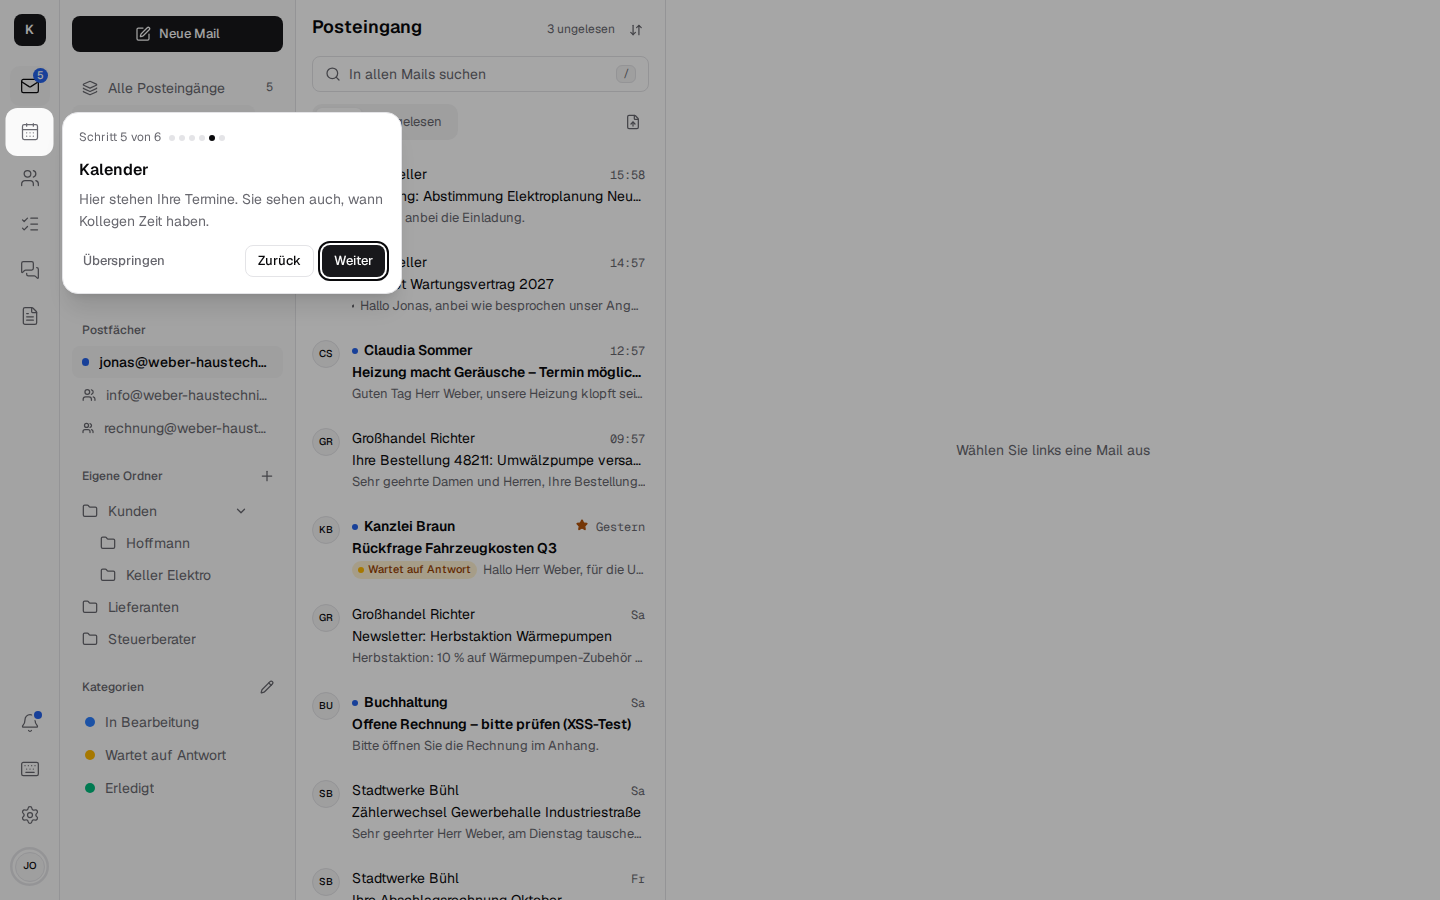 K
5
Neue Mail
Alle Posteingänge 5
Schritt 5 von 6
Kalender
Hier stehen Ihre Termine. Sie sehen auch, wann
Kollegen Zeit haben.
Überspringen
Zurück
Weiter
Postfächer
jonas@weber-haustech…
info@weber-haustechni…
rechnung@weber-haust…
Eigene Ordner
Kunden
Hoffmann
Keller Elektro
Lieferanten
Steuerberater
Kategorien
In Bearbeitung
Wartet auf Antwort
Erledigt
JO
Posteingang
3 ungelesen
In allen Mails suchen /
gelesen
eller 15:58
ng: Abstimmung Elektroplanung Neu…
anbei die Einladung.
eller 14:57
t Wartungsvertrag 2027
Hallo Jonas, anbei wie besprochen unser Ang…
CS
Claudia Sommer 12:57
Heizung macht Geräusche – Termin möglic…
Guten Tag Herr Weber, unsere Heizung klopft sei…
GR
Großhandel Richter 09:57
Ihre Bestellung 48211: Umwälzpumpe versa…
Sehr geehrte Damen und Herren, Ihre Bestellung…
KB
Kanzlei Braun Gestern
Rückfrage Fahrzeugkosten Q3
Wartet auf Antwort Hallo Herr Weber, für die U…
GR
Großhandel Richter Sa
Newsletter: Herbstaktion Wärmepumpen
Herbstaktion: 10 % auf Wärmepumpen-Zubehör …
BU
Buchhaltung Sa
Offene Rechnung – bitte prüfen (XSS-Test)
Bitte öffnen Sie die Rechnung im Anhang.
SB
Stadtwerke Bühl Sa
Zählerwechsel Gewerbehalle Industriestraße
Sehr geehrter Herr Weber, am Dienstag tausche…
SB
Stadtwerke Bühl Fr
Ihre Abschlagsrechnung Oktober
Wählen Sie links eine Mail aus